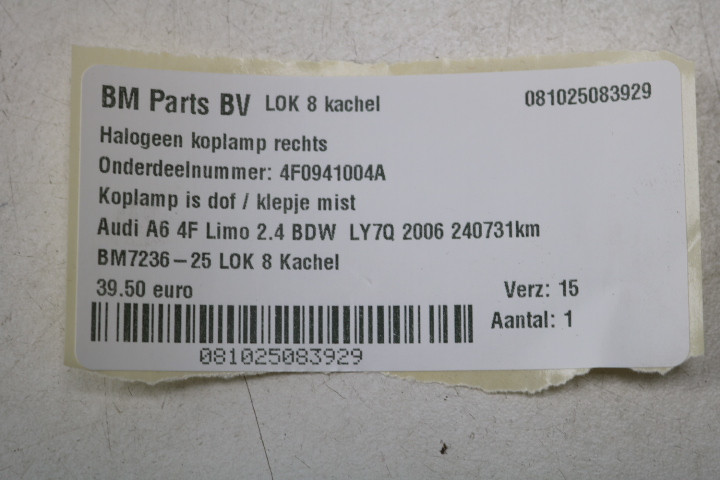 BM Parts BV LOK 8 kachel 081025083929
Halogeen koplamp rechts
Onderdeelnummer: 4F0941004A
Koplamp is dof / klepje mist
Audi A6 4F Limo 2.4 BDW LY7Q 2006 240731km
BM7236-25 LOK 8 Kachel
39.50 euro Verz: 15
Aantal: 1
081025083929